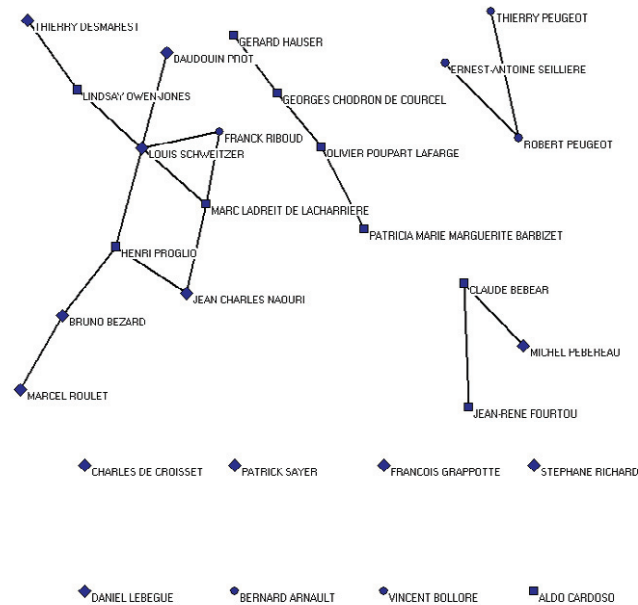 THIERRY DESMAREST
THIERRY PEUGEOT
GERARD HAUSER
BAUDOUIN PROT
ERNEST-ANTOINE SEILLIERE
LINDSAY OWEN-JONES
GEORGES CHODRON DE COURCEL
FRANCK RIBOUD
ROBERT PEUGEOT
LOUIS SCHWEITZER
OLIVIER POUPART LAFARGE
MARC LADREIT DE LACHARRIERE
PATRICIA MARIE MARGUERITE BARBIZET
HENRI PROGLIO
CLAUDE BEBEAR
JEAN CHARLES NAOURI
BRUNO BEZARD
MICHEL PEBEREAU
MARCEL ROULET
JEAN-RENE FOURTOU
CHARLES DE CROISSET
PATRICK SAYER
FRANCOIS GRAPPOTTE
STEPHANE RICHARD
DANIEL LEBEGUE
BERNARD ARNAULT
VINCENT BOLLORE
ALDO CARDOSO